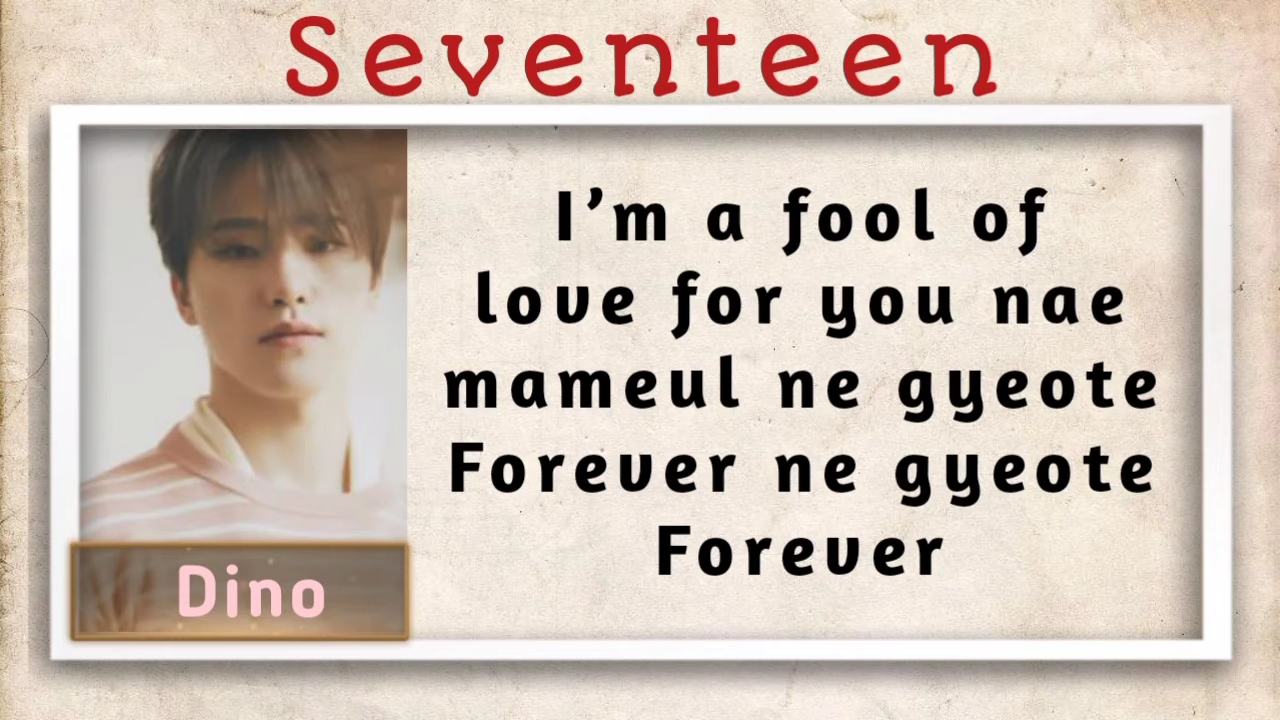 Seventeen
I’m a fool of
love for you nae
mameul ne gyeote
Forever ne gyeote
Forever
Dino